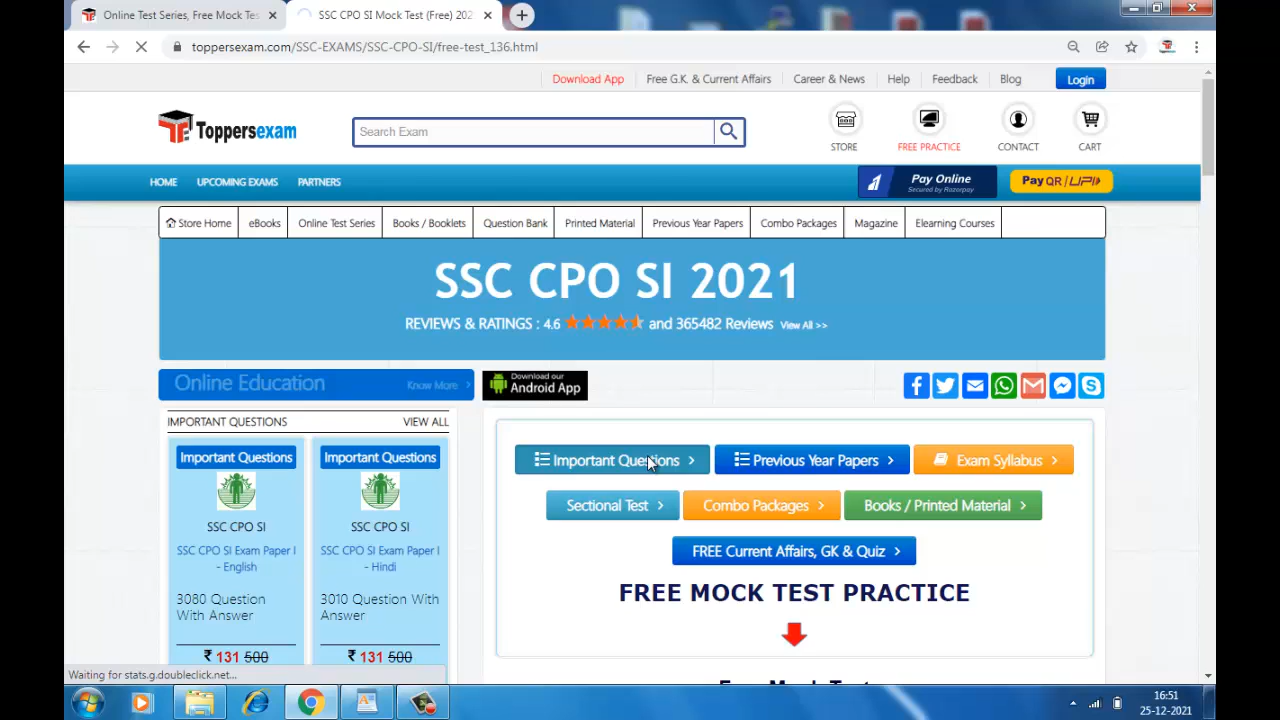 Online Test Series, Free Mock Tes
SSC CPO SI Mock Test (Free) 202
toppersexam.com/SSC-EXAMS/SSC-CPO-SI/free-test_136.html
Download App
Free G.K. & Current Affairs
Career & News
Help
Feedback
Blog
Login
Toppersexam
Search Exam
STORE
FREE PRACTICE
CONTACT
CART
HOME
UPCOMING EXAMS
PARTNERS
Pay Online
Secured by Razorpay
Pay QR / UPI
Store Home
eBooks
Online Test Series
Books / Booklets
Question Bank
Printed Material
Previous Year Papers
Combo Packages
Magazine
Elearning Courses
SSC CPO SI 2021
REVIEWS & RATINGS : 4.6 and 365482 Reviews View All >>
Online Education
Know More
Download our
Android App
IMPORTANT QUESTIONS
VIEW ALL
Important Questions
SSC CPO SI
SSC CPO SI Exam Paper I
- English
3080 Question
With Answer
₹ 131 500
Important Questions
SSC CPO SI
SSC CPO SI Exam Paper I
- Hindi
3010 Question With
Answer
₹ 131 500
Important Questions
Previous Year Papers
Exam Syllabus
Sectional Test
Combo Packages
Books / Printed Material
FREE Current Affairs, GK & Quiz
FREE MOCK TEST PRACTICE
Waiting for stats.g.doubleclick.net...
16:51
25-12-2021